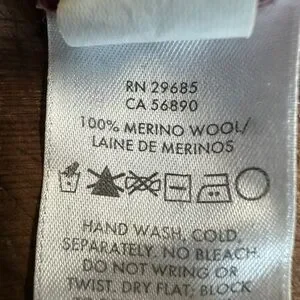 RN 29685
CA 56890
100% MERINO WOOL/
LAINE DE MERINOS
HAND WASH, COLD,
SEPARATELY. NO BLEACH.
DO NOT WRING OR
TWIST. DRY FLAT; BLOCK